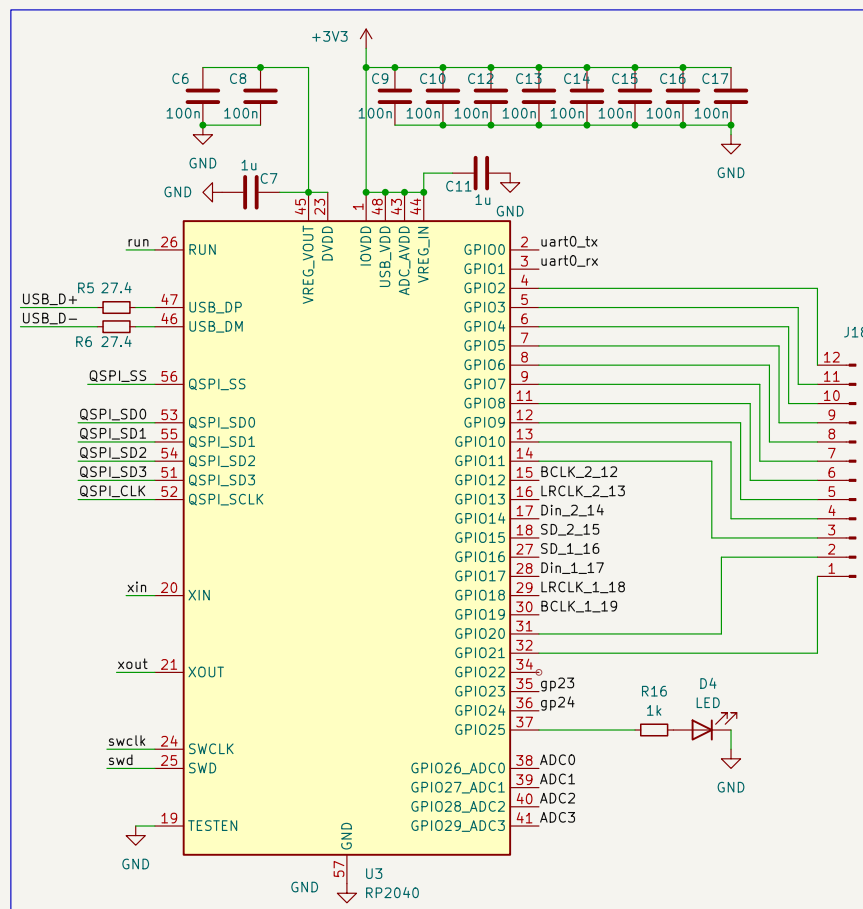 +3V3
C6 C8 C9 C10 C12 C13 C14 C15 C16 C17
100n 100n 100n 100n 100n 100n 100n 100n 100n 100n
GND GND
1u
GND C7 C11 1u GND
45 23 1 48 43 44
VREG_VOUT DVDD IOVDD USB_VDD ADC_AVDD VREG_IN
run 26 RUN
GPIO0 2 uart0_tx
GPIO1 3 uart0_rx
GPIO2 4
R5 27.4
USB_D+ 47 USB_DP
GPIO3 5
USB_D- 46 USB_DM
GPIO4 6
R6 27.4
J18
GPIO5 7
GPIO6 8 12
QSPI_SS 56 QSPI_SS
GPIO7 9 11
GPIO8 11 10
QSPI_SD0 53 QSPI_SD0
GPIO9 12 9
QSPI_SD1 55 QSPI_SD1
GPIO10 13 8
QSPI_SD2 54 QSPI_SD2
GPIO11 14 7
QSPI_SD3 51 QSPI_SD3
GPIO12 15 BCLK_2_12 6
QSPI_CLK 52 QSPI_SCLK
GPIO13 16 LRCLK_2_13 5
GPIO14 17 Din_2_14 4
GPIO15 18 SD_2_15 3
GPIO16 27 SD_1_16 2
GPIO17 28 Din_1_17 1
xin 20 XIN
GPIO18 29 LRCLK_1_18
GPIO19 30 BCLK_1_19
GPIO20 31
GPIO21 32
xout 21 XOUT
GPIO22 34
GPIO23 35 gp23
R16 D4
GPIO24 36 gp24
1k LED
GPIO25 37
swclk 24 SWCLK
swd 25 SWD
GPIO26_ADC0 38 ADC0
GPIO27_ADC1 39 ADC1
GND
GPIO28_ADC2 40 ADC2
19 TESTEN
GPIO29_ADC3 41 ADC3
GND
GND
57
U3
GND
RP2040